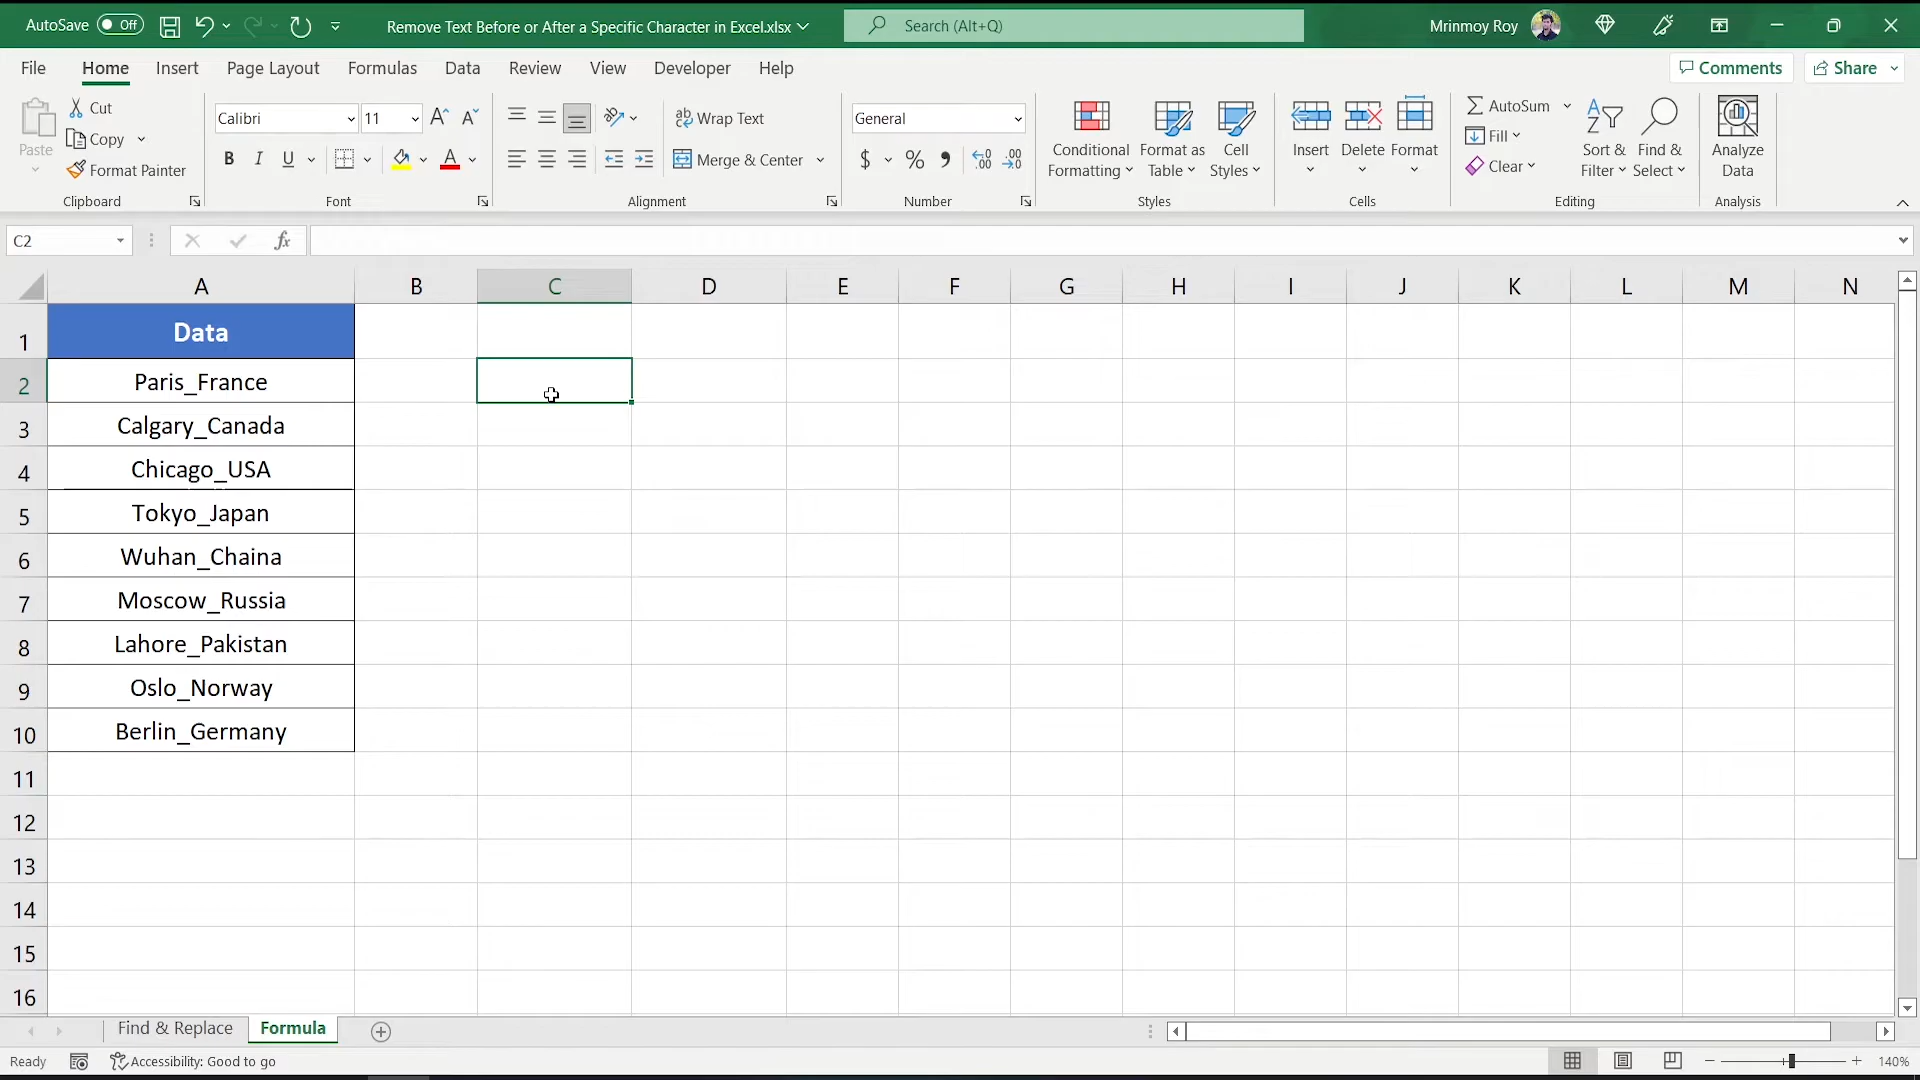 AutoSave Off Remove Text Before or After a Specific Character in Excel.xlsx Search (Alt+Q) Mrinmoy Roy
File Home Insert Page Layout Formulas Data Review View Developer Help Comments Share
Paste Cut Copy Format Painter Clipboard
Calibri 11 A A B I U A Font
ab Wrap Text Merge & Center Alignment
General $ % Number
Conditional Formatting Format as Table Cell Styles Styles
Insert Delete Format Cells
AutoSum Fill Clear Sort & Filter Find & Select Editing
Analyze Data Analysis
C2 fx
A B C D E F G H I J K L M N
1 Data
2 Paris_France
3 Calgary_Canada
4 Chicago_USA
5 Tokyo_Japan
6 Wuhan_Chaina
7 Moscow_Russia
8 Lahore_Pakistan
9 Oslo_Norway
10 Berlin_Germany
11
12
13
14
15
16
Find & Replace Formula
Ready Accessibility: Good to go 140%